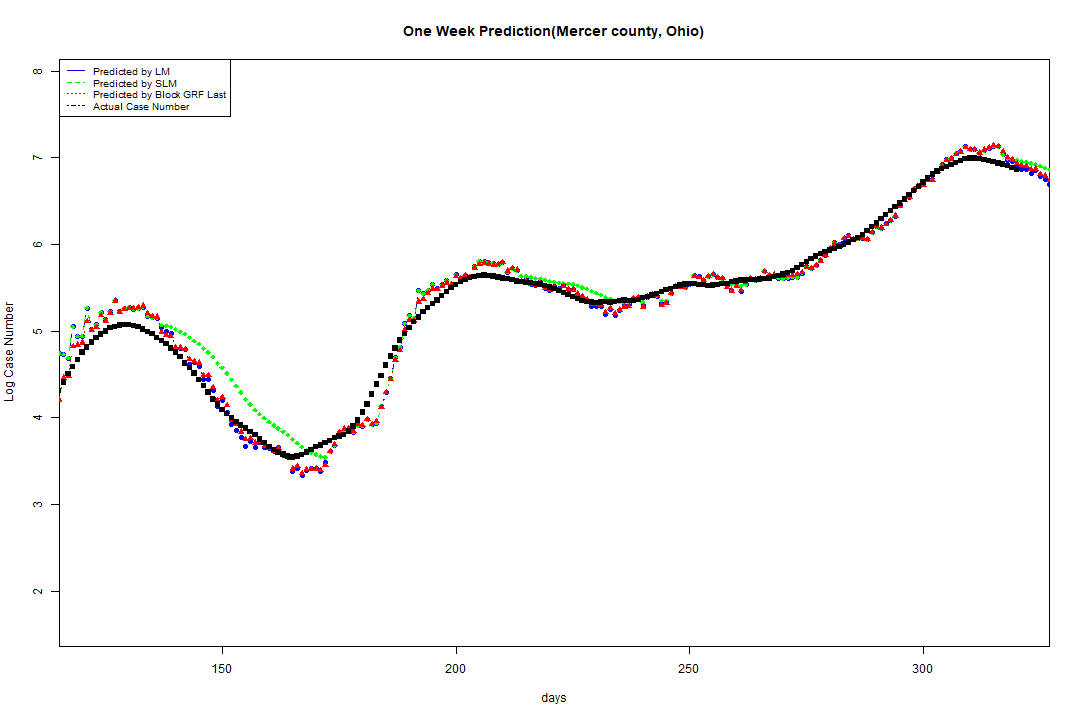 One Week Prediction(Mercer county, Ohio)
Predicted by LM
Predicted by SLM
Predicted by Block GRF Last
Actual Case Number
8
7
6
5
4
3
2
Log Case Number
150 200 250 300
days